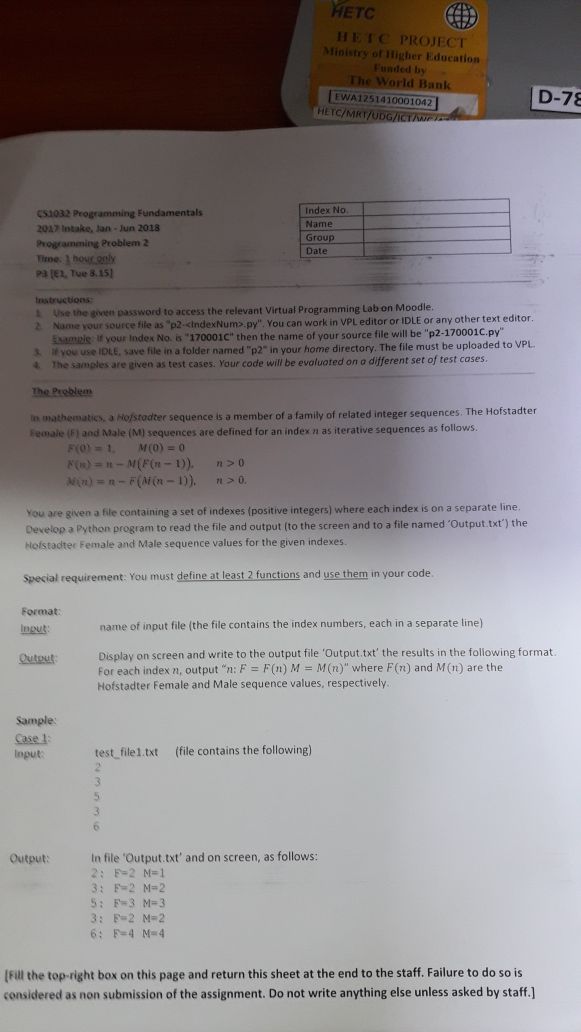 HETC
HETC PROJECT
Ministry of Higher Education
Funded by
The World Bank
EWA1251410001042
HETC/MRT/UDG/ICT/
D-78
CS1032 Programming Fundamentals
2017 Intake, Jan - Jun 2018
Programming Problem 2
Time: 1 hour only
P3 [E1, Tue 8.15]
Index No.
Name
Group
Date
Instructions:
1. Use the given password to access the relevant Virtual Programming Lab on Moodle.
2. Name your source file as "p2-<IndexNum>.py". You can work in VPL editor or IDLE or any other text editor.
Example: If your Index No. is "170001C" then the name of your source file will be "p2-170001C.py"
3. If you use IDLE, save file in a folder named "p2" in your home directory. The file must be uploaded to VPL.
4. The samples are given as test cases. Your code will be evaluated on a different set of test cases.
The Problem
In mathematics, a Hofstadter sequence is a member of a family of related integer sequences. The Hofstadter
Female (F) and Male (M) sequences are defined for an index n as iterative sequences as follows.
F(0) = 1, M(0) = 0
F(n) = n − M(F(n − 1)), n > 0
M(n) = n − F(M(n − 1)), n > 0.
You are given a file containing a set of indexes (positive integers) where each index is on a separate line.
Develop a Python program to read the file and output (to the screen and to a file named 'Output.txt') the
Hofstadter Female and Male sequence values for the given indexes.
Special requirement: You must define at least 2 functions and use them in your code.
Format:
Input: name of input file (the file contains the index numbers, each in a separate line)
Output: Display on screen and write to the output file 'Output.txt' the results in the following format.
For each index n, output "n: F = F(n) M = M(n)" where F(n) and M(n) are the
Hofstadter Female and Male sequence values, respectively.
Sample:
Case 1:
Input: test_file1.txt (file contains the following)
2
3
5
3
6
Output: In file 'Output.txt' and on screen, as follows:
2: F=2 M=1
3: F=2 M=2
5: F=3 M=3
3: F=2 M=2
6: F=4 M=4
[Fill the top-right box on this page and return this sheet at the end to the staff. Failure to do so is
considered as non submission of the assignment. Do not write anything else unless asked by staff.]